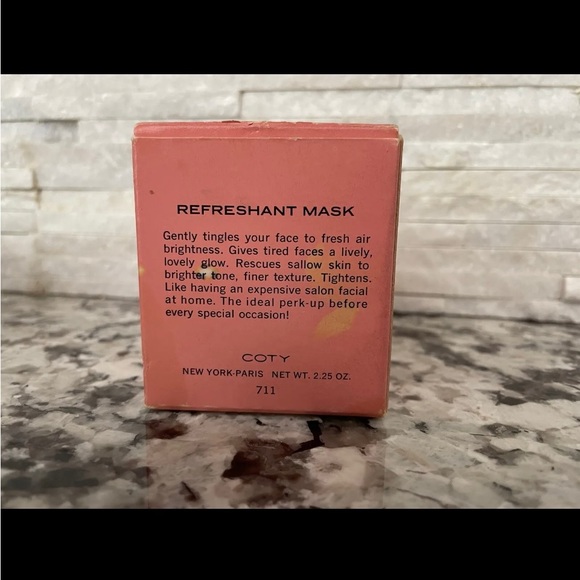 REFRESHANT MASK
Gently tingles your face to fresh air
brightness. Gives tired faces a lively,
lovely glow. Rescues sallow skin to
brighter tone, finer texture. Tightens.
Like having an expensive salon facial
at home. The ideal perk-up before
every special occasion!
COTY
NEW YORK-PARIS NET WT. 2.25 OZ.
711